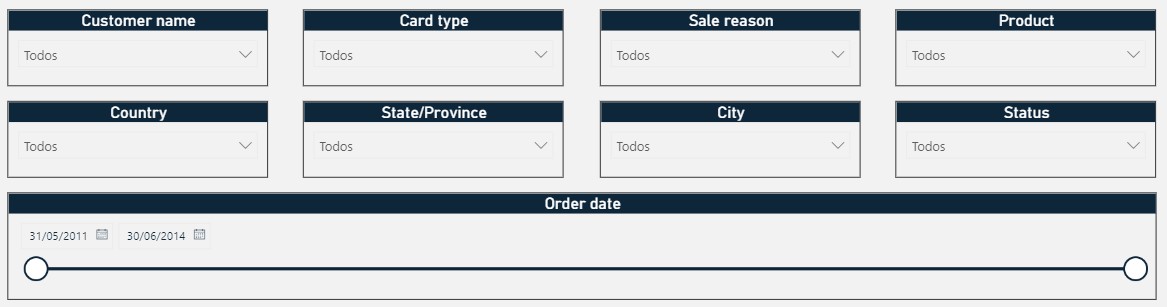 Customer name
Card type
Sale reason
Product
Todos
Todos
Todos
Todos
Country
State/Province
City
Status
Todos
Todos
Todos
Todos
Order date
31/05/2011
30/06/2014